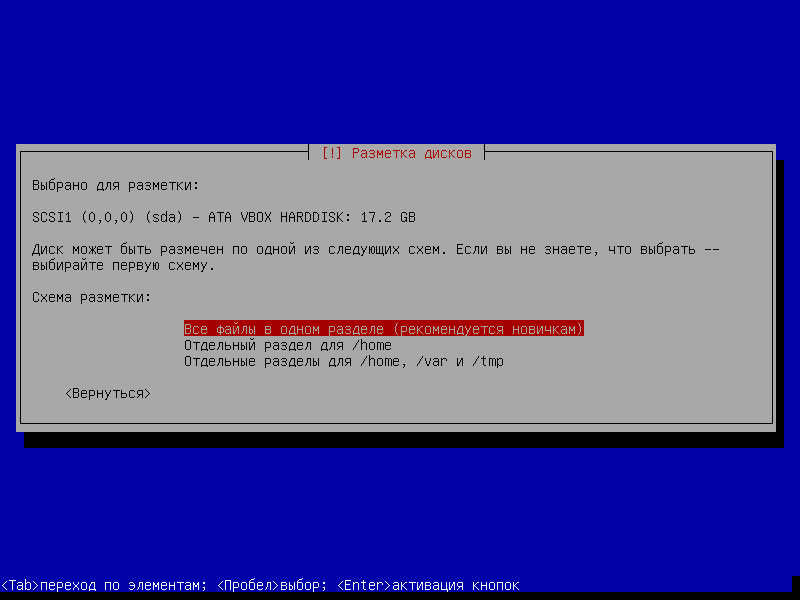 [!] Разметка дисков
Выбрано для разметки:
SCSI1 (0,0,0) (sda) – ATA VBOX HARDDISK: 17.2 GB
Диск может быть размечен по одной из следующих схем. Если вы не знаете, что выбрать --
выбирайте первую схему.
Схема разметки:
Все файлы в одном разделе (рекомендуется новичкам)
Отдельный раздел для /home
Отдельные разделы для /home, /var и /tmp
<Вернуться>
<Tab>переход по элементам; <Пробел>выбор; <Enter>активация кнопок